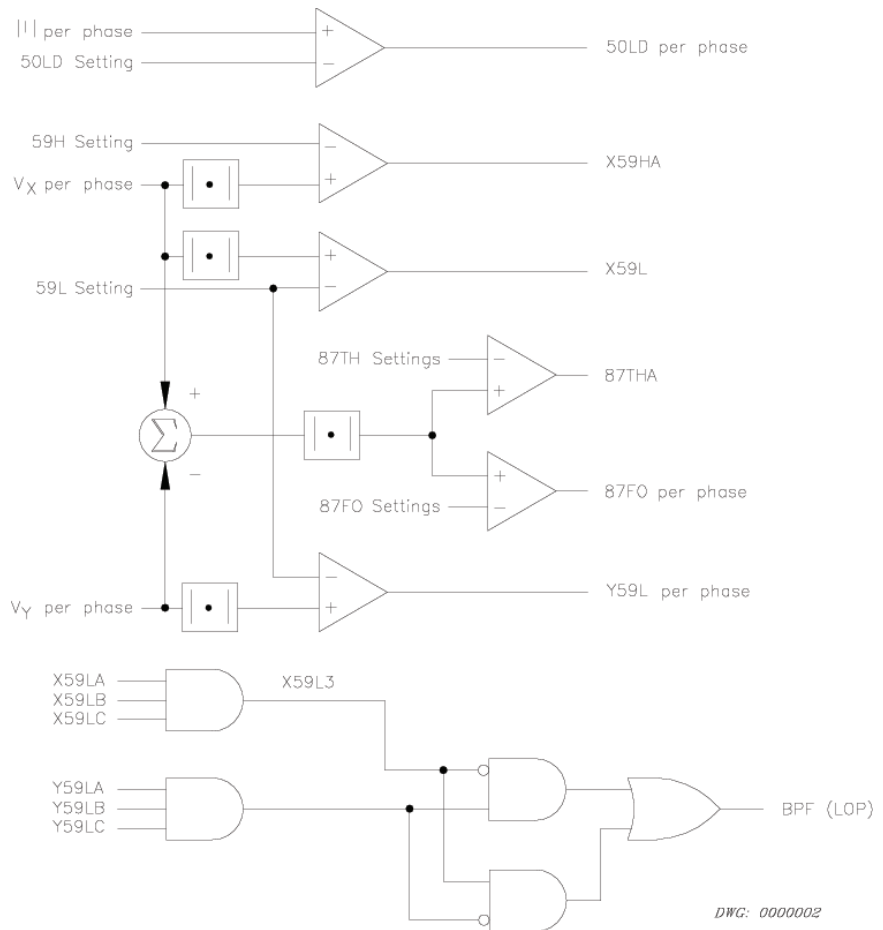 |I| per phase
50LD Setting
50LD per phase
59H Setting
VX per phase
X59HA
X59L
59L Setting
87TH Settings
87THA
Σ
87FO Settings
87FO per phase
VY per phase
Y59L per phase
X59LA
X59LB
X59LC
X59L3
Y59LA
Y59LB
Y59LC
BPF (LOP)
DWG: 0000002